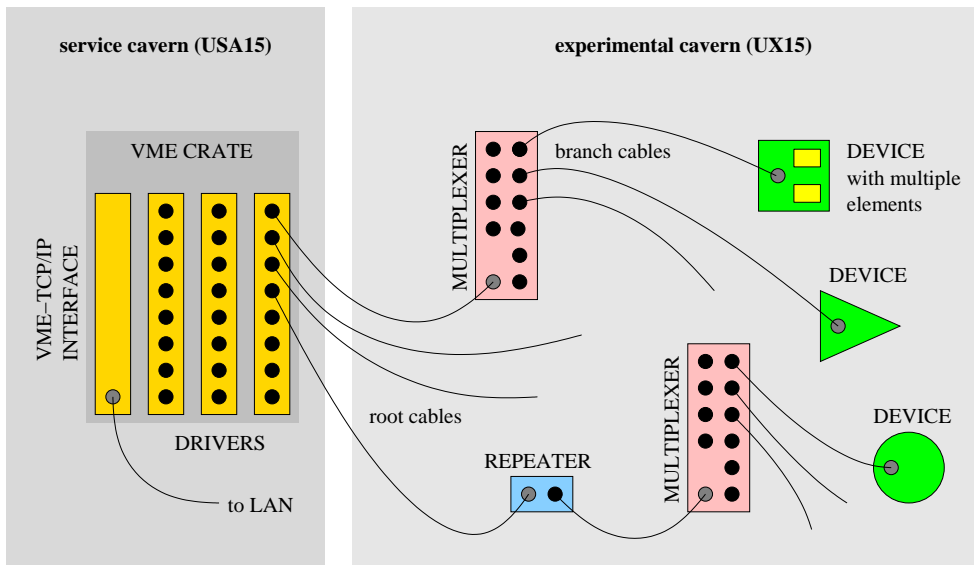 service cavern (USA15)
experimental cavern (UX15)
VME CRATE
VME−TCP/IP
INTERFACE
DRIVERS
to LAN
root cables
MULTIPLEXER
branch cables
DEVICE
with multiple
elements
DEVICE
REPEATER
MULTIPLEXER
DEVICE